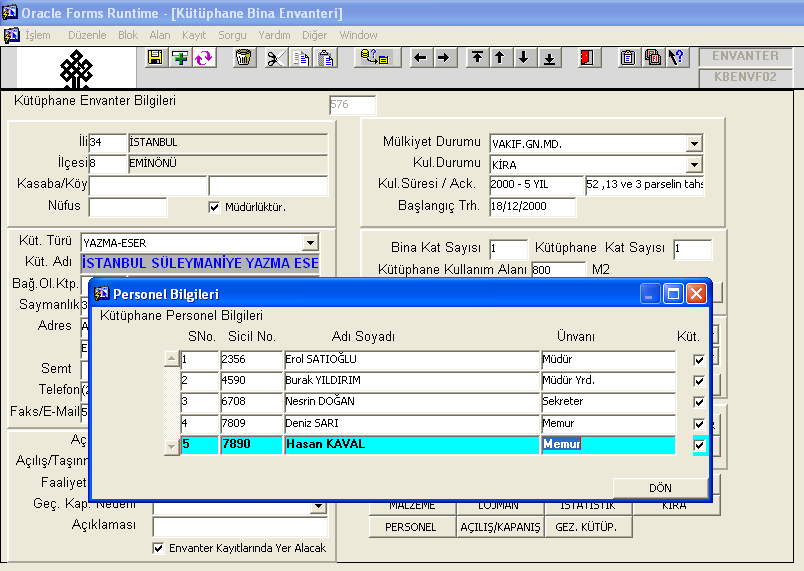 Oracle Forms Runtime - [Kütüphane Bina Envanteri]
İşlem Düzenle Blok Alan Kayıt Sorgu Yardım Diğer Window
ENVANTER
KBENVF02
Kütüphane Envanter Bilgileri 576
İli 34 İSTANBUL
İlçesi 8 EMİNÖNÜ
Kasaba/Köy
Nüfus Müdürlüktür.
Mülkiyet Durumu VAKIF.GN.MD.
Kul.Durumu KİRA
Kul.Süresi / Ack. 2000 - 5 YIL 52 ,13 ve 3 parselin tahs
Başlangıç Trh. 18/12/2000
Küt. Türü YAZMA-ESER
Küt. Adı İSTANBUL SÜLEYMANİYE YAZMA ESE
Bağ.Ol.Ktp.
Saymanlık 3
Adres A
E
Semt
Telefon (2
Faks/E-Mail 5
Bina Kat Sayısı 1 Kütüphane Kat Sayısı 1
Kütüphane Kullanım Alanı 800 M2
Personel Bilgileri
Kütüphane Personel Bilgileri
SNo. Sicil No. Adı Soyadı Ünvanı Küt.
1 2356 Erol SATIOĞLU Müdür
2 4590 Burak YILDIRIM Müdür Yrd.
3 6708 Nesrin DOĞAN Sekreter
4 7809 Deniz SARI Memur
5 7890 Hasan KAVAL Memur
DÖN
Aç
Açılış/Taşınm
Faaliyet
Geç. Kap. Nedeni
Açıklaması
Envanter Kayıtlarında Yer Alacak
MALZEME LOJMAN İSTATİSTİK KİRA
PERSONEL AÇILIŞ/KAPANIŞ GEZ. KÜTÜP.